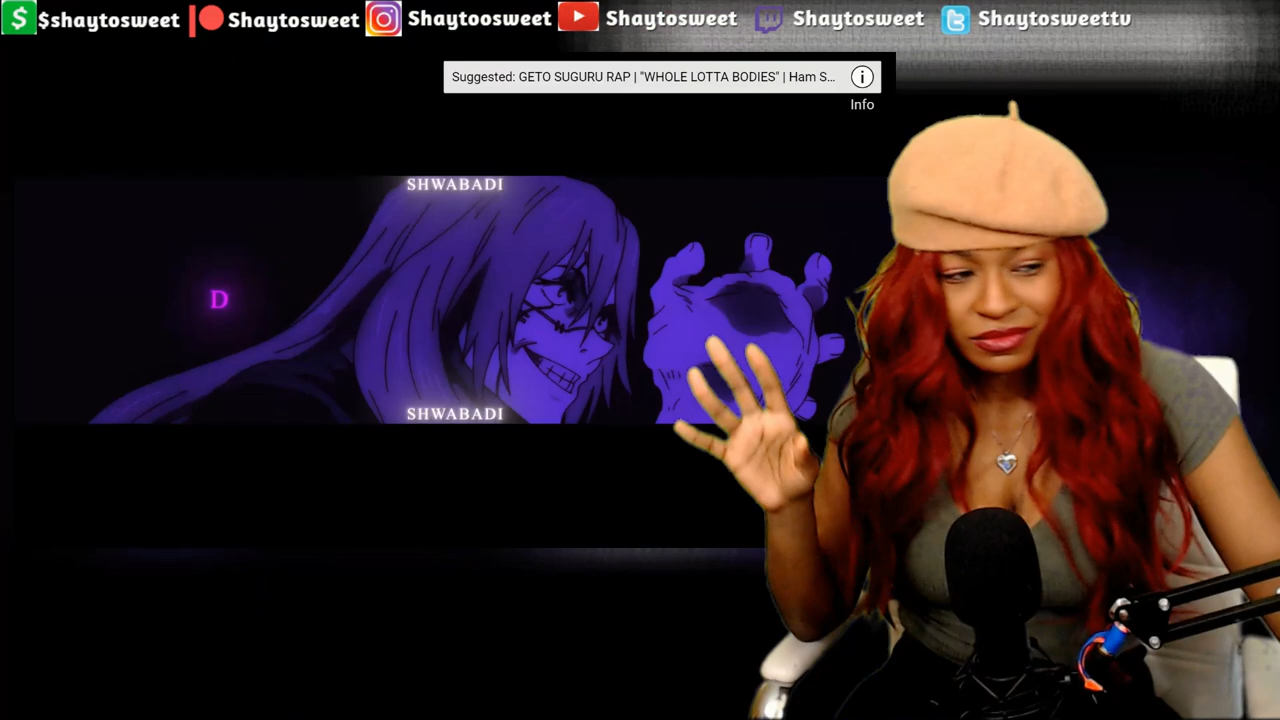 $shaytosweet Shaytosweet Shaytoosweet Shaytosweet Shaytosweet Shaytosweettv
Suggested: GETO SUGURU RAP | "WHOLE LOTTA BODIES" | Ham S...
Info
SHWABADI
D
SHWABADI